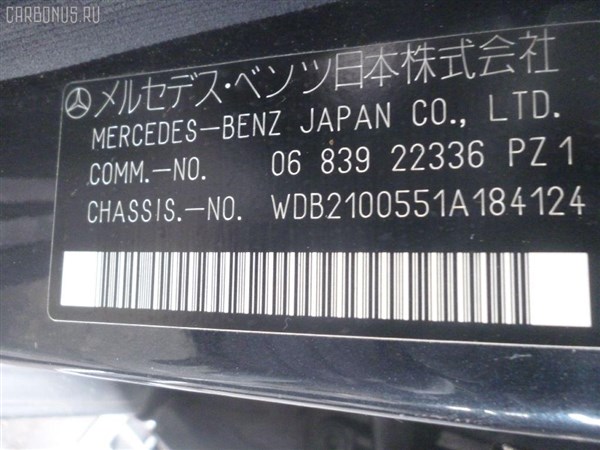 CARBONUS.RU
メルセデス・ベンツ日本株式会社
MERCEDES-BENZ JAPAN CO., LTD.
COMM.-NO. 06 839 22336 PZ1
CHASSIS.-NO. WDB2100551A184124